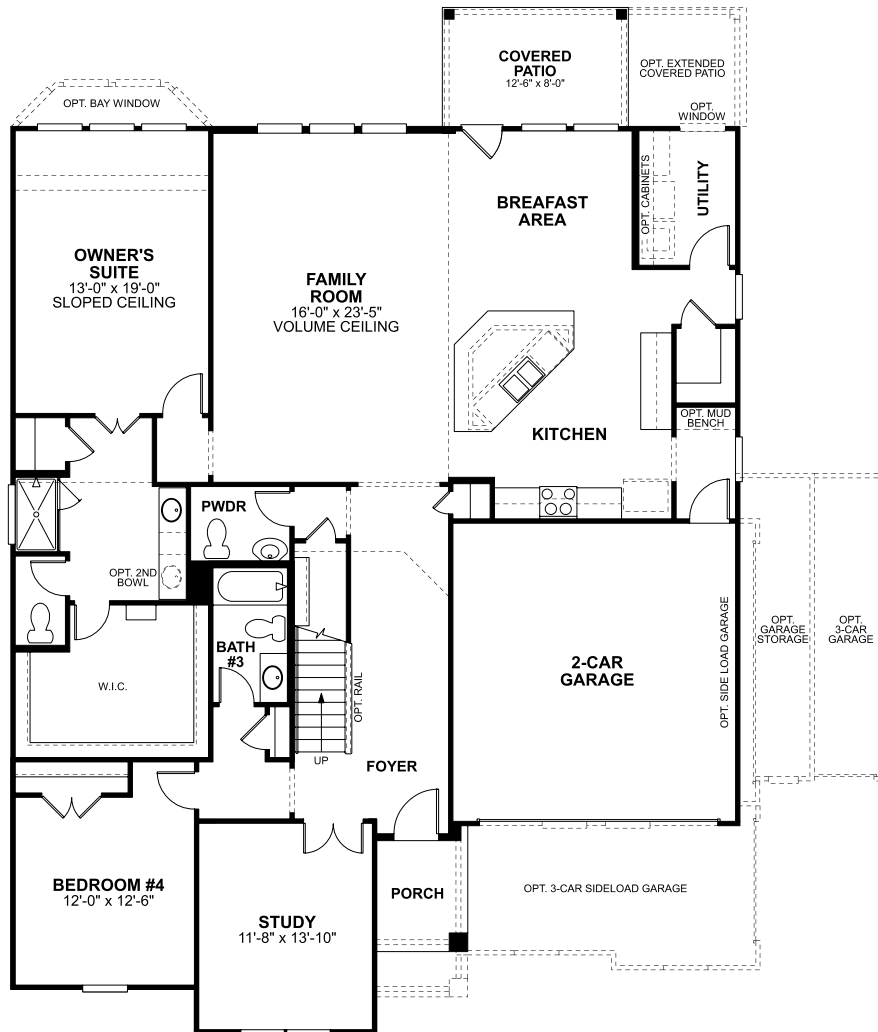 COVERED
PATIO
12'-6" x 8'-0"
OPT. EXTENDED
COVERED PATIO
OPT. BAY WINDOW
OPT.
WINDOW
OPT. CABINETS
UTILITY
BREAFAST
AREA
OWNER'S
SUITE
13'-0" x 19'-0"
SLOPED CEILING
FAMILY
ROOM
16'-0" x 23'-5"
VOLUME CEILING
KITCHEN
OPT. MUD
BENCH
PWDR
OPT. 2ND
BOWL
BATH
#3
W.I.C.
OPT. RAIL
UP
FOYER
2-CAR
GARAGE
OPT. SIDE LOAD GARAGE
OPT.
GARAGE
STORAGE
OPT.
3-CAR
GARAGE
BEDROOM #4
12'-0" x 12'-6"
STUDY
11'-8" x 13'-10"
PORCH
OPT. 3-CAR SIDELOAD GARAGE